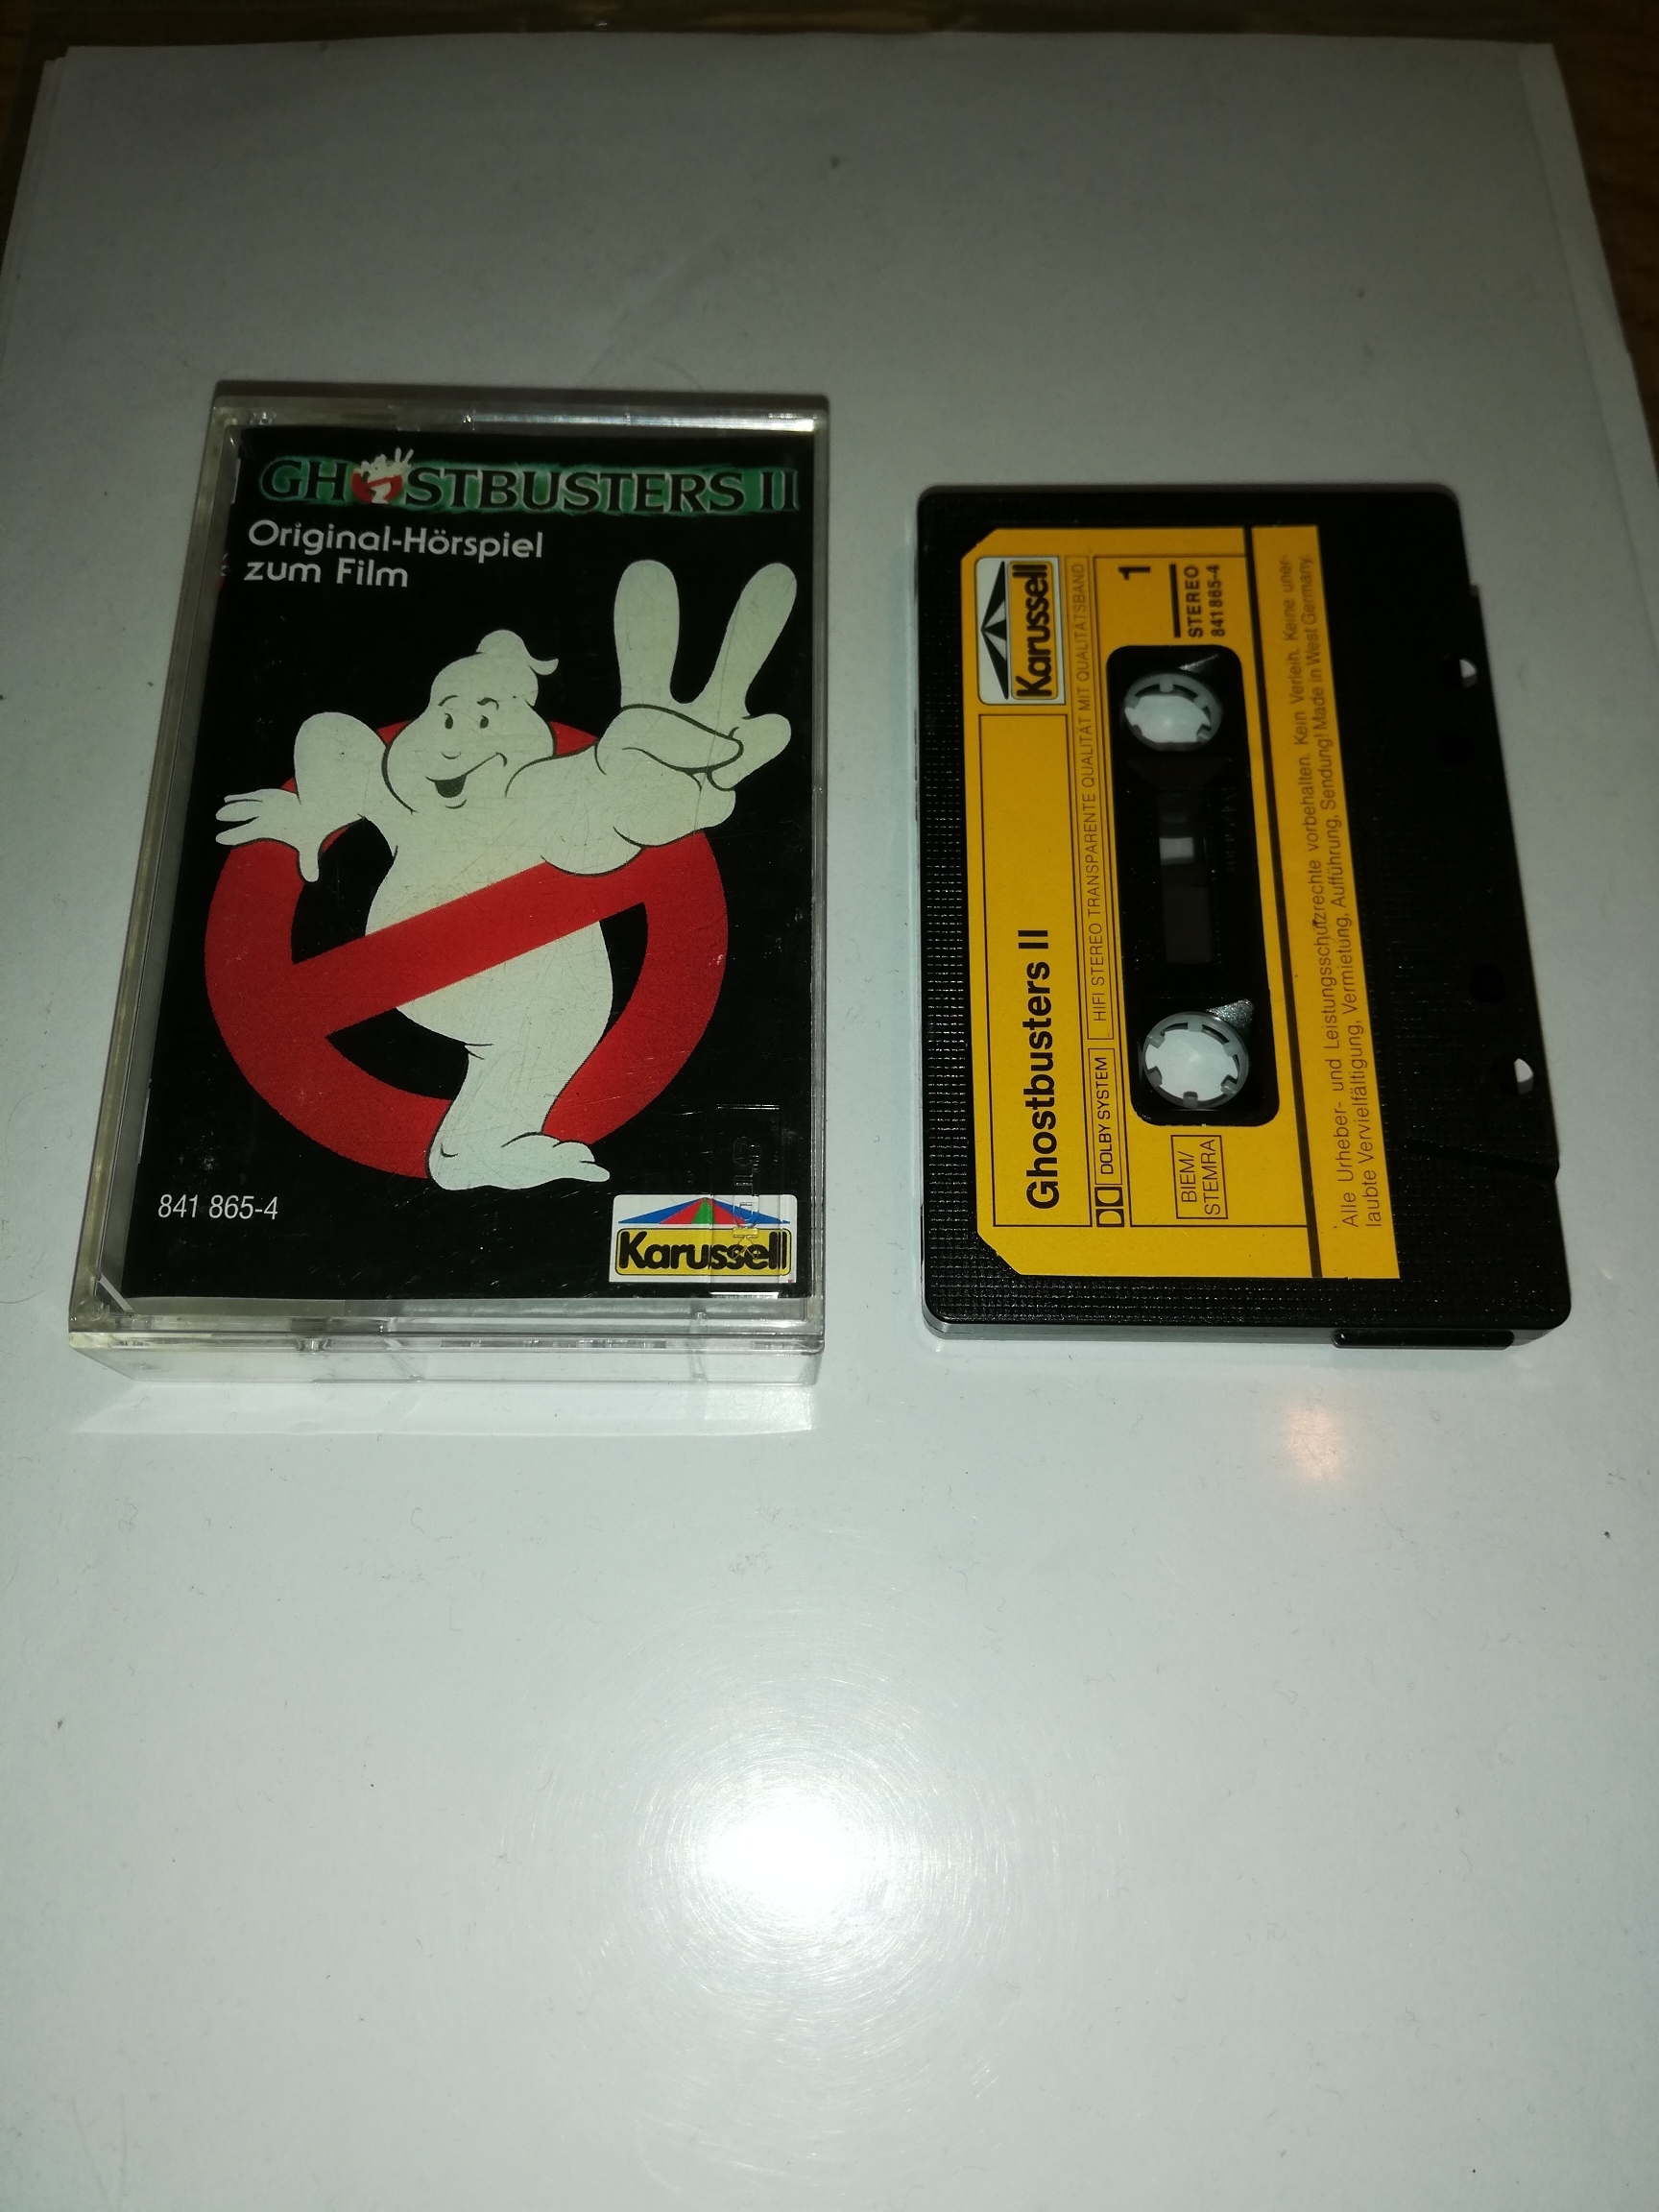 GHOSTBUSTERS II
Original-Hörspiel
zum Film
841 865-4
Karussell
Karussell
Ghostbusters II
DOLBY SYSTEM
HIFI STEREO TRANSPARENTE QUALITÄT MIT QUALITÄTSBAND
BIEM/
STEMRA
1
STEREO
841865-4
Alle Urheber- und Leistungsschutzrechte vorbehalten. Kein Verleih. Keine uner-
laubte Vervielfältigung, Vermietung, Aufführung, Sendung! Made in West Germany.